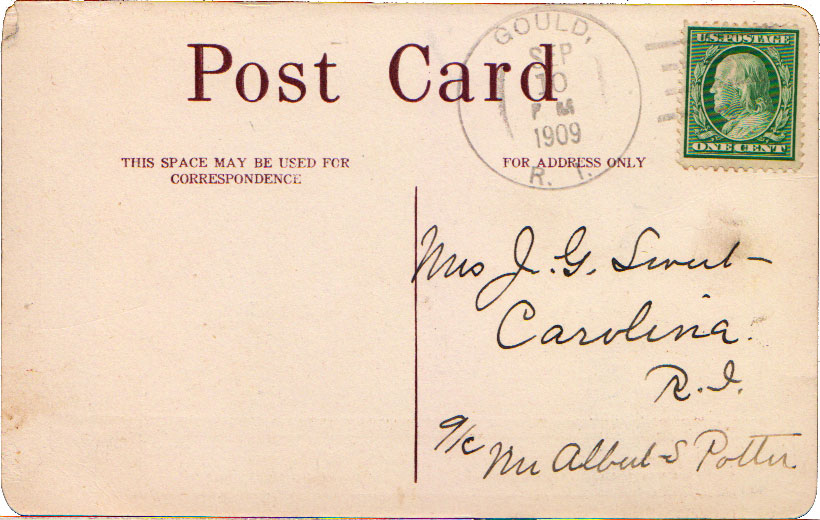 Post Card
GOULD,
SEP
10
P M
1909
R. I.
U.S. POSTAGE
ONE CENT
THIS SPACE MAY BE USED FOR
CORRESPONDENCE
FOR ADDRESS ONLY
Mrs J. G. Sweet
Carolina
R.I.
c/o Mr Albert S Potter